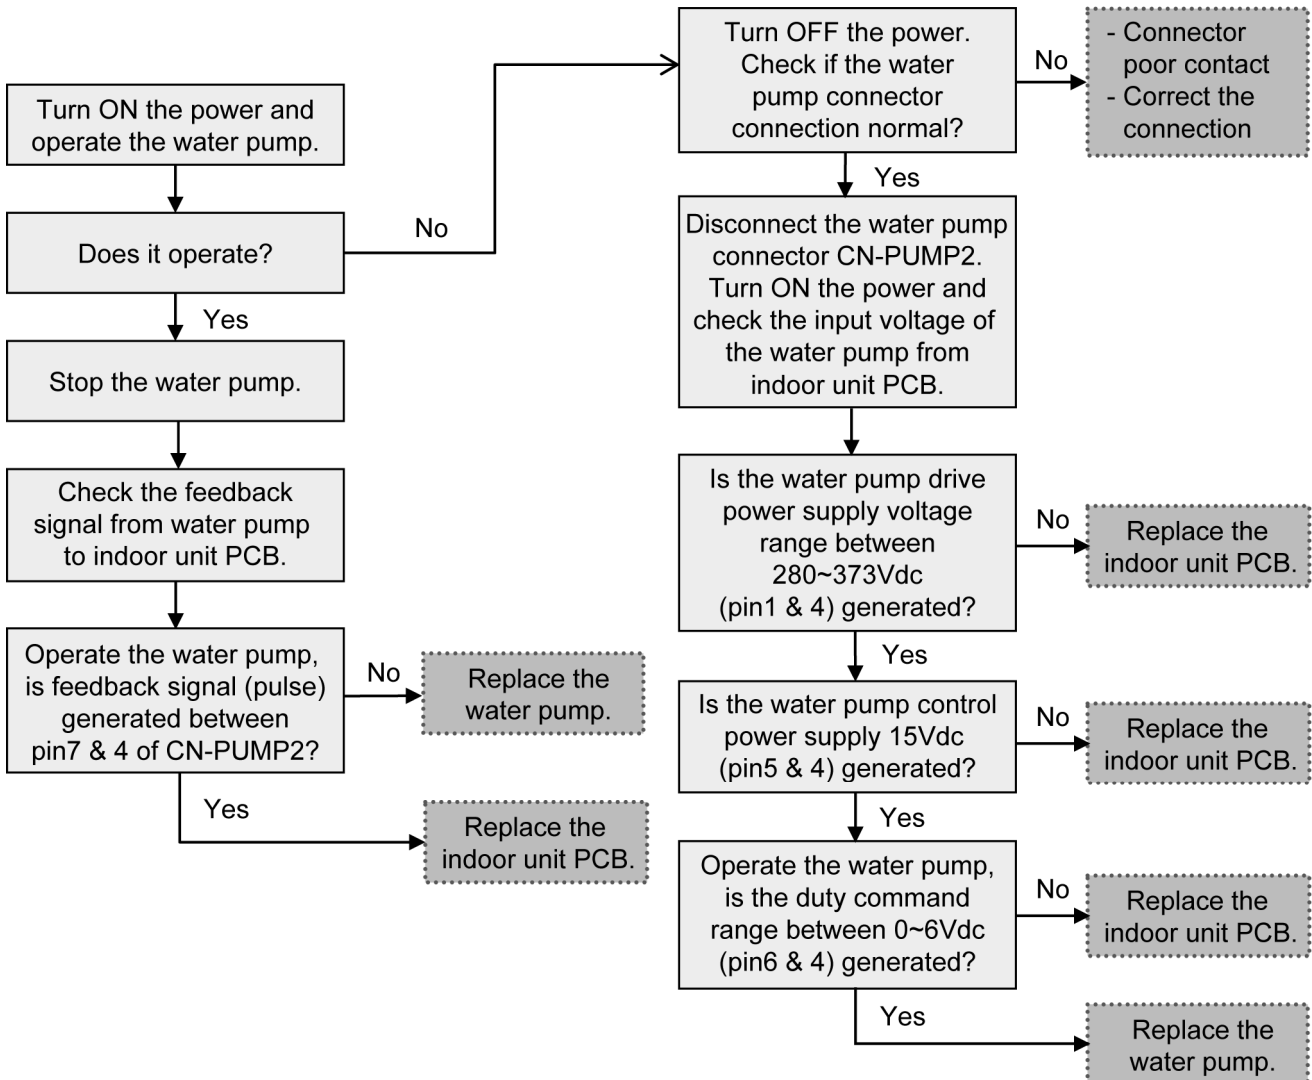 Turn ON the power and
operate the water pump.
Does it operate?
No
Yes
Stop the water pump.
Check the feedback
signal from water pump
to indoor unit PCB.
Operate the water pump,
is feedback signal (pulse)
generated between
pin7 & 4 of CN-PUMP2?
No
Replace the
water pump.
Yes
Replace the
indoor unit PCB.
Turn OFF the power.
Check if the water
pump connector
connection normal?
No
- Connector
poor contact
- Correct the
connection
Yes
Disconnect the water pump
connector CN-PUMP2.
Turn ON the power and
check the input voltage of
the water pump from
indoor unit PCB.
Is the water pump drive
power supply voltage
range between
280~373Vdc
(pin1 & 4) generated?
No
Replace the
indoor unit PCB.
Yes
Is the water pump control
power supply 15Vdc
(pin5 & 4) generated?
No
Replace the
indoor unit PCB.
Yes
Operate the water pump,
is the duty command
range between 0~6Vdc
(pin6 & 4) generated?
No
Replace the
indoor unit PCB.
Yes
Replace the
water pump.